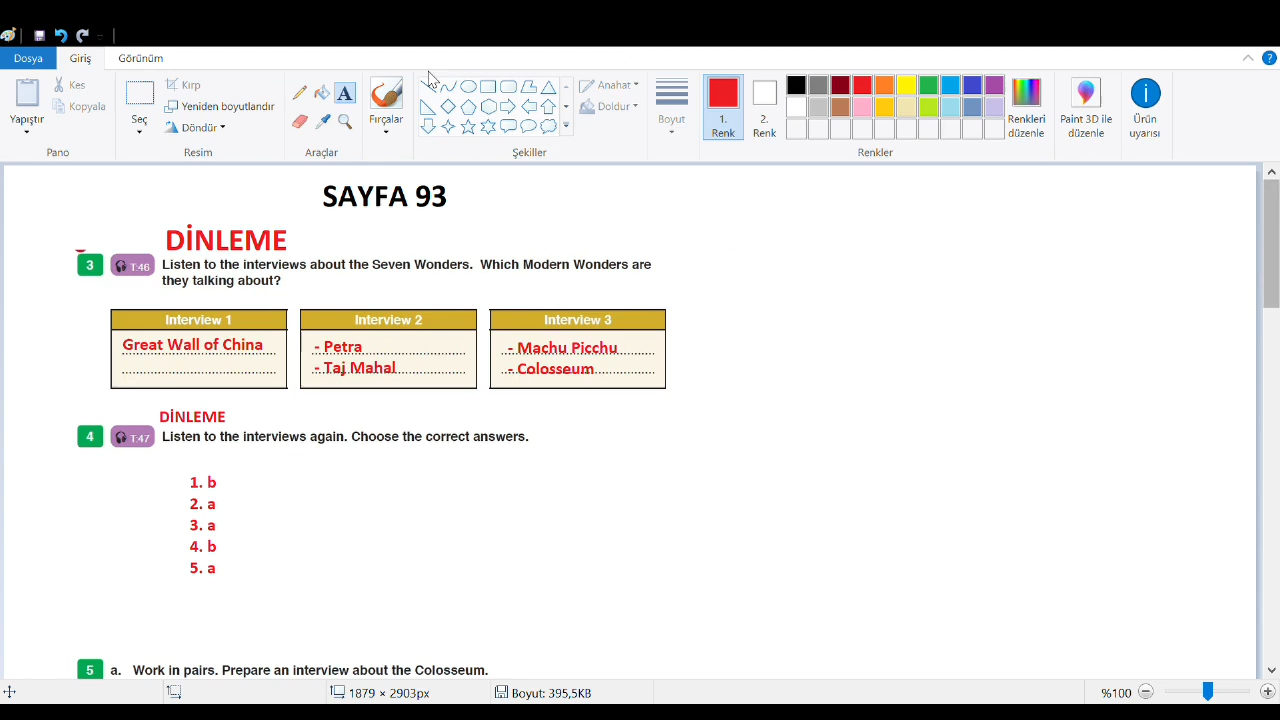 Dosya
Giriş
Görünüm
Yapıştır
Kes
Kopyala
Pano
Seç
Kırp
Yeniden boyutlandır
Döndür
Resim
A
Araçlar
Fırçalar
Şekiller
Anahat
Doldur
Boyut
1.
Renk
2.
Renk
Renkler
Renkleri
düzenle
Paint 3D ile
düzenle
Ürün
uyarısı
SAYFA 93
DİNLEME
3 T:46 Listen to the interviews about the Seven Wonders. Which Modern Wonders are
they talking about?
Interview 1
Great Wall of China
Interview 2
- Petra
- Taj Mahal
Interview 3
- Machu Picchu
- Colosseum
DİNLEME
4 T:47 Listen to the interviews again. Choose the correct answers.
1. b
2. a
3. a
4. b
5. a
5 a. Work in pairs. Prepare an interview about the Colosseum.
1879 × 2903px
Boyut: 395,5KB
%100